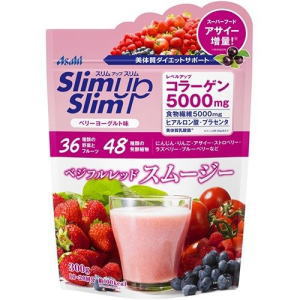 美体質ダイエットサポート
スーパーフード
アサイー
増量!
Asahi
スリム アップ スリム
Slim up
Slim
ベリーヨーグルト味
レベルアップ
コラーゲン
5000mg
食物繊維5000mg
ヒアルロン酸・プラセンタ
36 種類の野菜とフルーツ 48 種類の発酵植物
にんじん・りんご・アサイー・ストロベリー・
ラズベリー・ブルーベリーなど
ベジフルレッド スムージー
300g